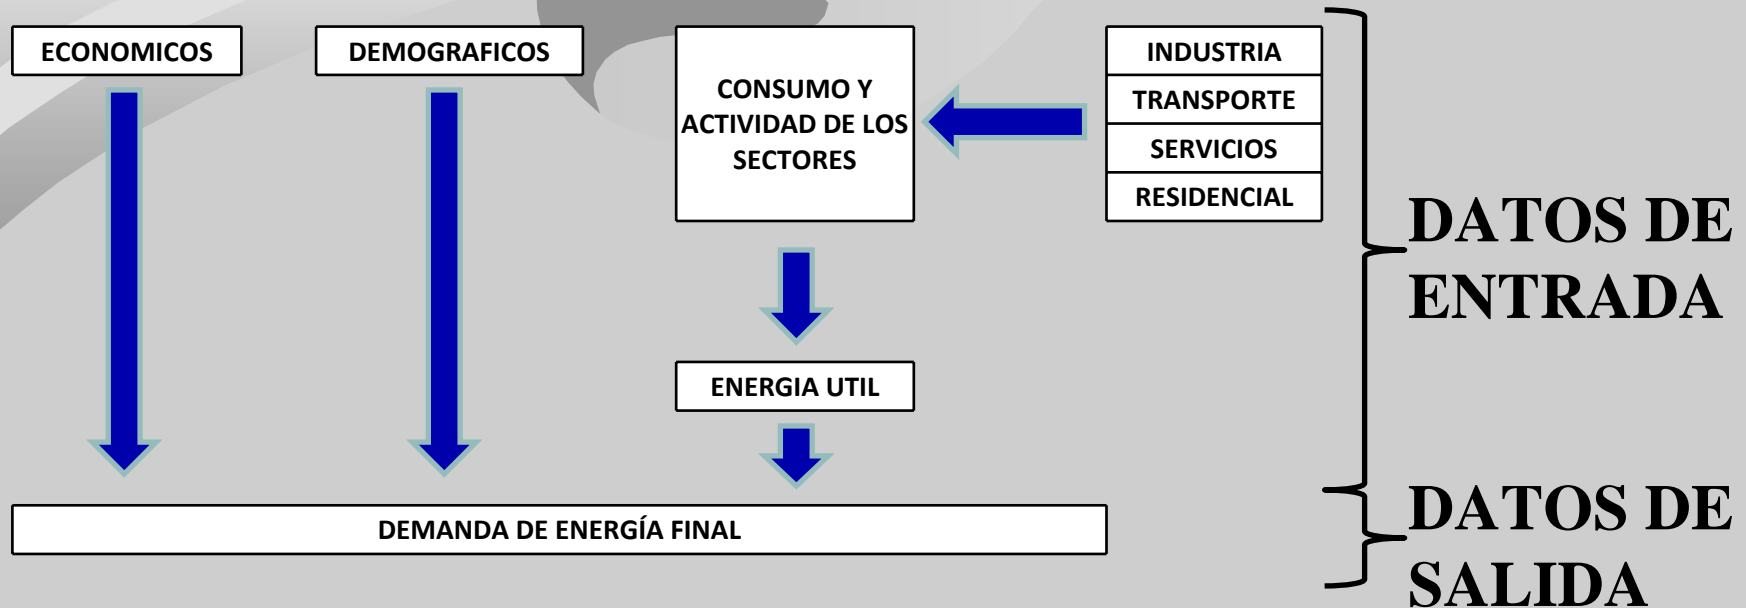 ECONOMICOS
DEMOGRAFICOS
CONSUMO Y
ACTIVIDAD DE LOS
SECTORES
INDUSTRIA
TRANSPORTE
SERVICIOS
RESIDENCIAL
DATOS DE
ENTRADA
ENERGIA UTIL
DEMANDA DE ENERGÍA FINAL
DATOS DE
SALIDA